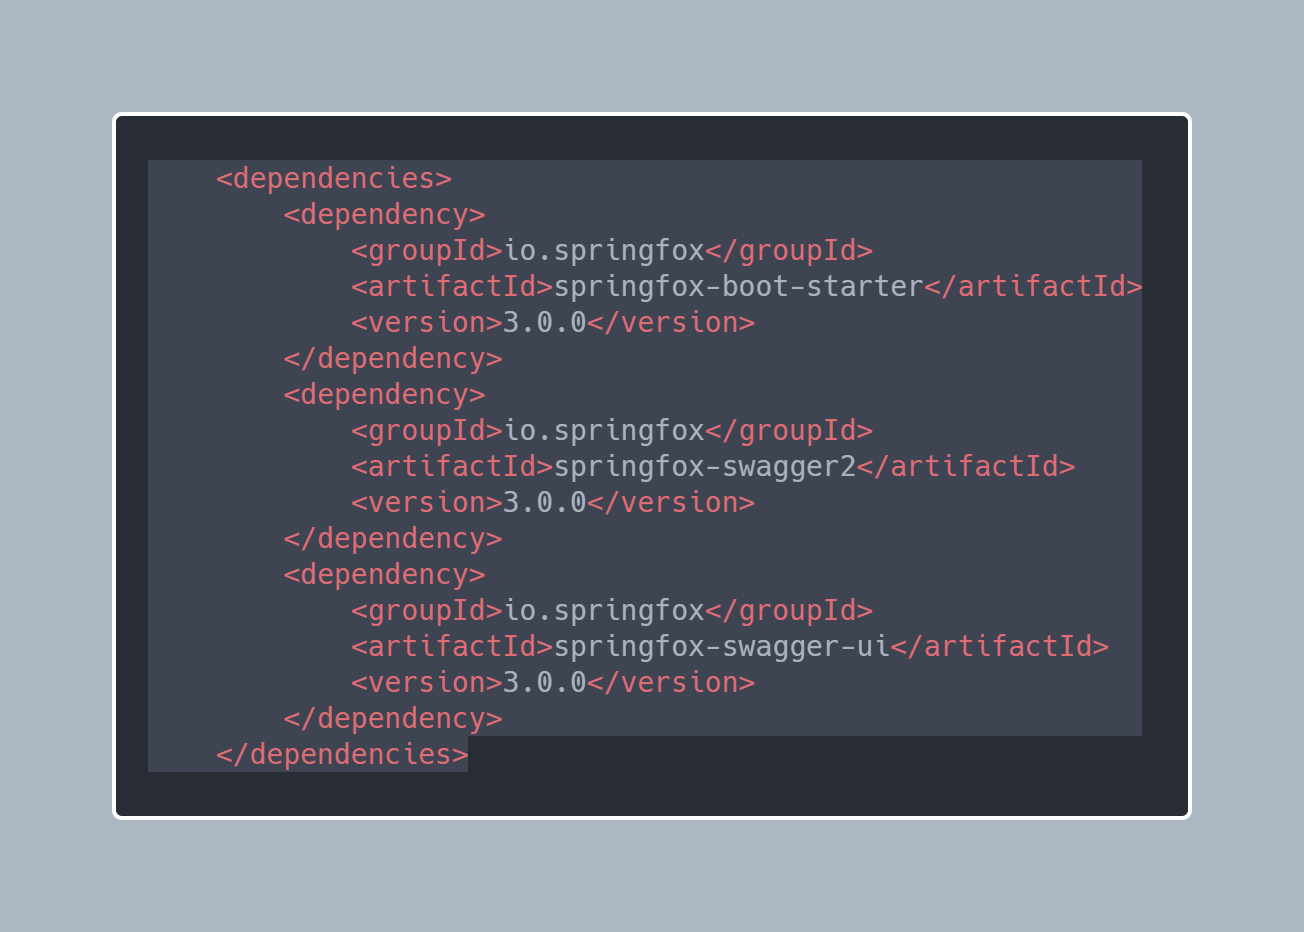 <dependencies>
<dependency>
<groupId>io.springfox</groupId>
<artifactId>springfox-boot-starter</artifactId>
<version>3.0.0</version>
</dependency>
<dependency>
<groupId>io.springfox</groupId>
<artifactId>springfox-swagger2</artifactId>
<version>3.0.0</version>
</dependency>
<dependency>
<groupId>io.springfox</groupId>
<artifactId>springfox-swagger-ui</artifactId>
<version>3.0.0</version>
</dependency>
</dependencies>